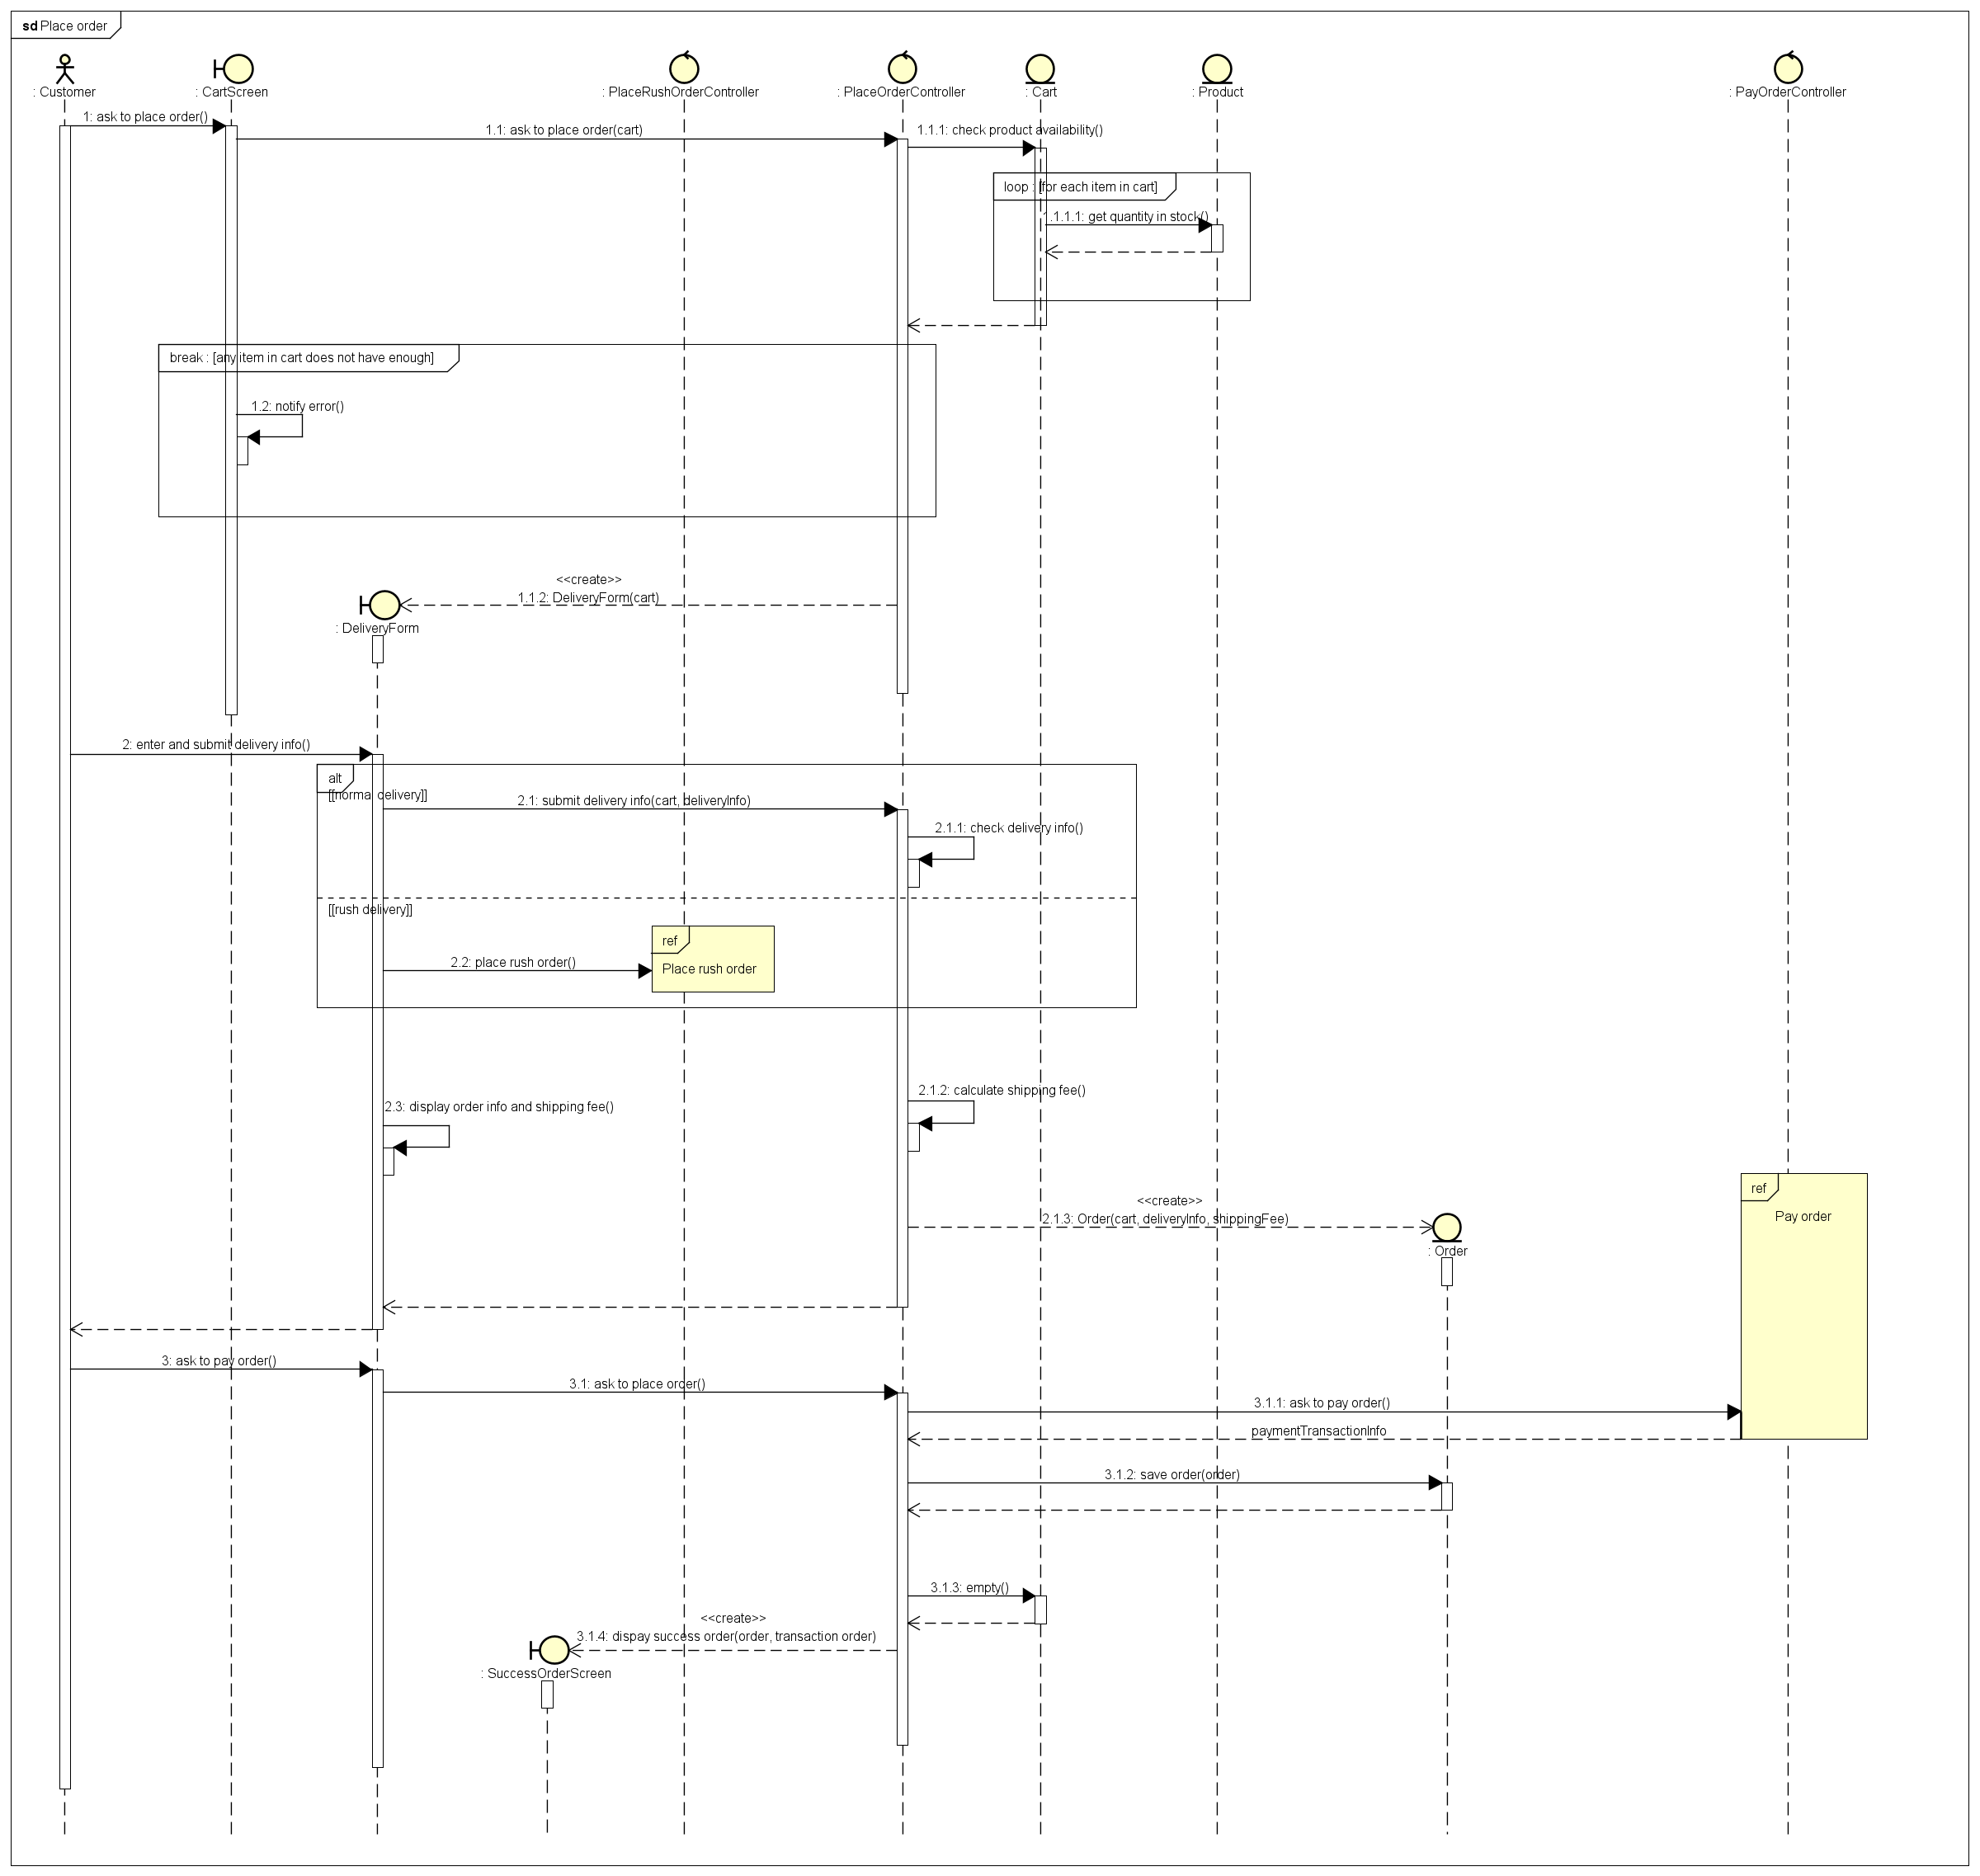 sd Place order
: Customer
: CartScreen
: PlaceRushOrderController
: PlaceOrderController
: Cart
: Product
: PayOrderController
1: ask to place order()
1.1: ask to place order(cart)
1.1.1: check product availability()
loop : [for each item in cart]
1.1.1.1: get quantity in stock()
break : [any item in cart does not have enough]
1.2: notify error()
<<create>>
1.1.2: DeliveryForm(cart)
: DeliveryForm
2: enter and submit delivery info()
alt
[[normal delivery]]
2.1: submit delivery info(cart, deliveryInfo)
2.1.1: check delivery info()
[[rush delivery]]
ref
Place rush order
2.2: place rush order()
2.1.2: calculate shipping fee()
2.3: display order info and shipping fee()
ref
Pay order
<<create>>
2.1.3: Order(cart, deliveryInfo, shippingFee)
: Order
3: ask to pay order()
3.1: ask to place order()
3.1.1: ask to pay order()
paymentTransactionInfo
3.1.2: save order(order)
3.1.3: empty()
<<create>>
3.1.4: dispay success order(order, transaction order)
: SuccessOrderScreen